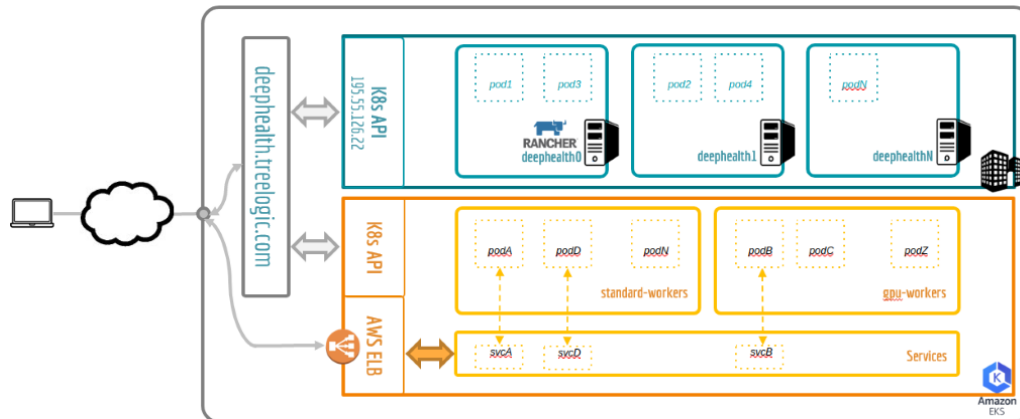 deephealth.treelogic.com
K8s API
195.55.126.22
pod1
pod3
RANCHER
deephealth0
pod2
pod4
deephealth1
podN
deephealthN
K8s API
podA
podD
podN
standard-workers
podB
podC
podZ
gpu-workers
AWS ELB
svcA
svcD
svcB
Services
Amazon
EKS